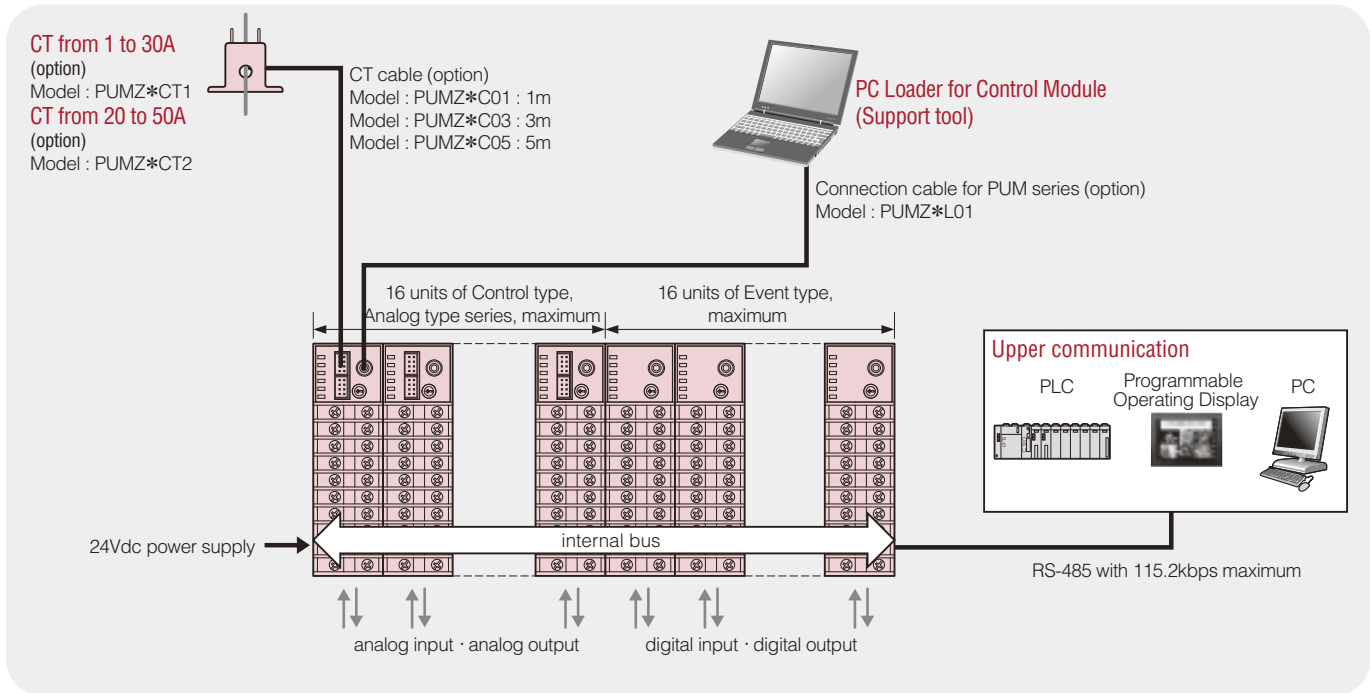 CT from 1 to 30A
(option)
Model : PUMZ*CT1
CT from 20 to 50A
(option)
Model : PUMZ*CT2
CT cable (option)
Model : PUMZ*C01 : 1m
Model : PUMZ*C03 : 3m
Model : PUMZ*C05 : 5m
PC Loader for Control Module
(Support tool)
Connection cable for PUM series (option)
Model : PUMZ*L01
16 units of Control type,
Analog type series, maximum
16 units of Event type,
maximum
Upper communication
PLC
Programmable
Operating Display
PC
24Vdc power supply
internal bus
RS-485 with 115.2kbps maximum
analog input · analog output
digital input · digital output